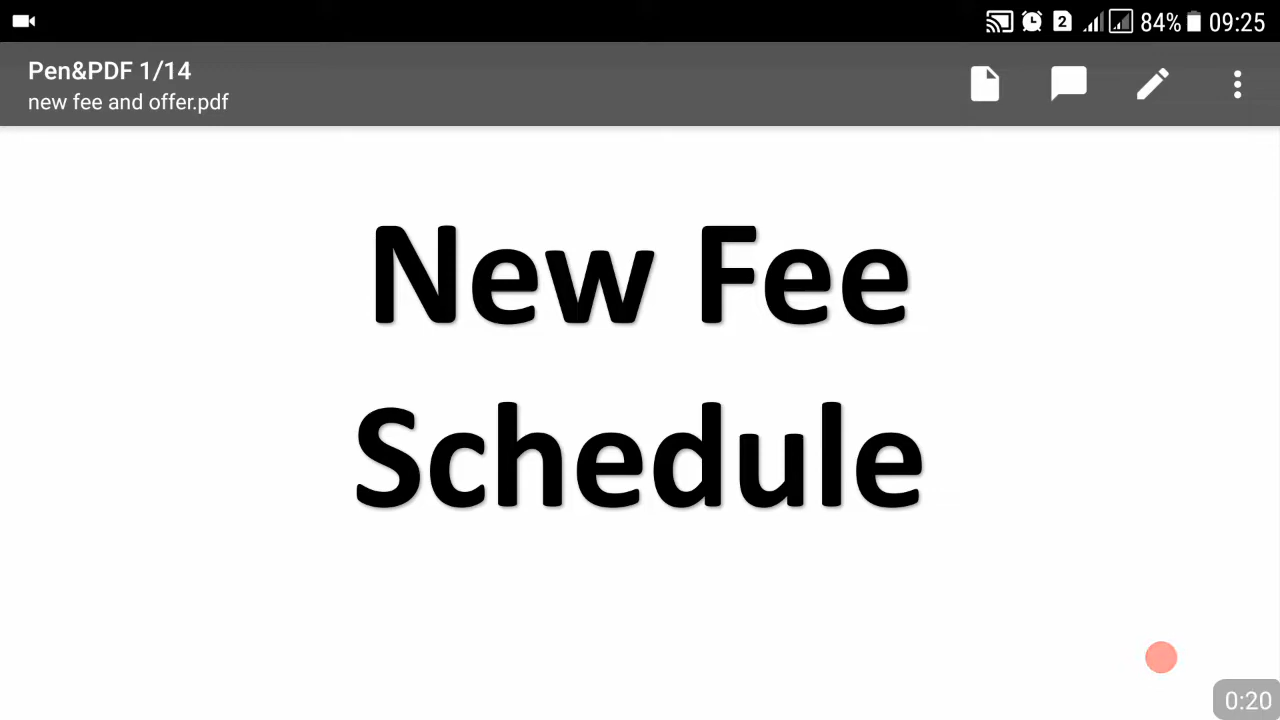 2 84% 09:25
Pen&PDF 1/14
new fee and offer.pdf
New Fee
Schedule
0:20